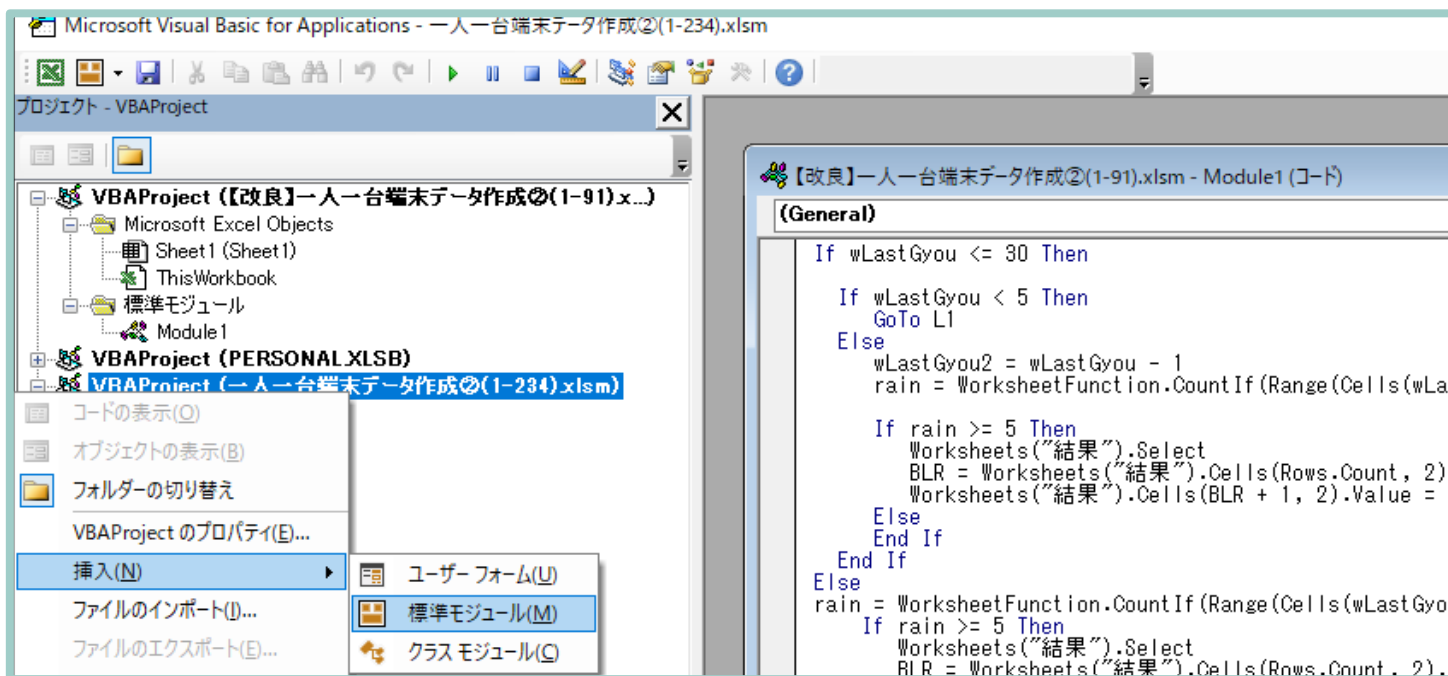 Microsoft Visual Basic for Applications - 一人一台端末データ作成②(1-234).xlsm
プロジェクト - VBAProject
VBAProject (【改良】一人一台端末データ作成②(1-91).x...)
Microsoft Excel Objects
Sheet1 (Sheet1)
ThisWorkbook
標準モジュール
Module1
VBAProject (PERSONAL.XLSB)
VBAProject (一人一台端末データ作成②(1-234).xlsm)
コードの表示(O)
オブジェクトの表示(B)
フォルダーの切り替え
VBAProject のプロパティ(E)...
挿入(N)
ファイルのインポート(I)...
ファイルのエクスポート(E)...
ユーザー フォーム(U)
標準モジュール(M)
クラス モジュール(C)
【改良】一人一台端末データ作成②(1-91).xlsm - Module1 (コード)
(General)
If wLastGyou <= 30 Then
If wLastGyou < 5 Then
GoTo L1
Else
wLastGyou2 = wLastGyou - 1
rain = WorksheetFunction.CountIf(Range(Cells(wLa
If rain >= 5 Then
Worksheets("結果").Select
BLR = Worksheets("結果").Cells(Rows.Count, 2)
Worksheets("結果").Cells(BLR + 1, 2).Value =
Else
End If
End If
Else
rain = WorksheetFunction.CountIf(Range(Cells(wLastGyo
If rain >= 5 Then
Worksheets("結果").Select
BLR = Worksheets("結果").Cells(Rows.Count, 2).